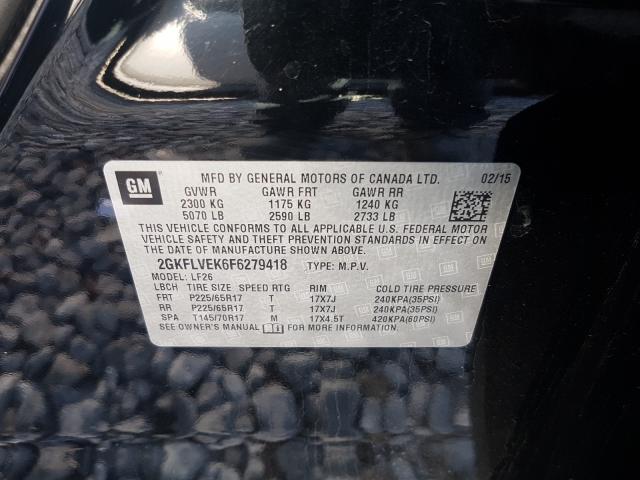 GM
MFD BY GENERAL MOTORS OF CANADA LTD. 02/15
GVWR GAWR FRT GAWR RR
2300 KG 1175 KG 1240 KG
5070 LB 2590 LB 2733 LB
THIS VEHICLE CONFORMS TO ALL APPLICABLE U.S. FEDERAL MOTOR
VEHICLE SAFETY AND THEFT PREVENTION STANDARDS IN EFFECT
ON THE DATE OF MANUFACTURE SHOWN ABOVE.
2GKFLVEK6F6279418 TYPE: M.P.V.
MODEL: LF26
LBCH TIRE SIZE SPEED RTG RIM COLD TIRE PRESSURE
FRT P225/65R17 T 17X7J 240KPA(35PSI)
RR P225/65R17 T 17X7J 240KPA(35PSI)
SPA T145/70R17 M 17X4.5T 420KPA(60PSI)
SEE OWNER'S MANUAL FOR MORE INFORMATION.